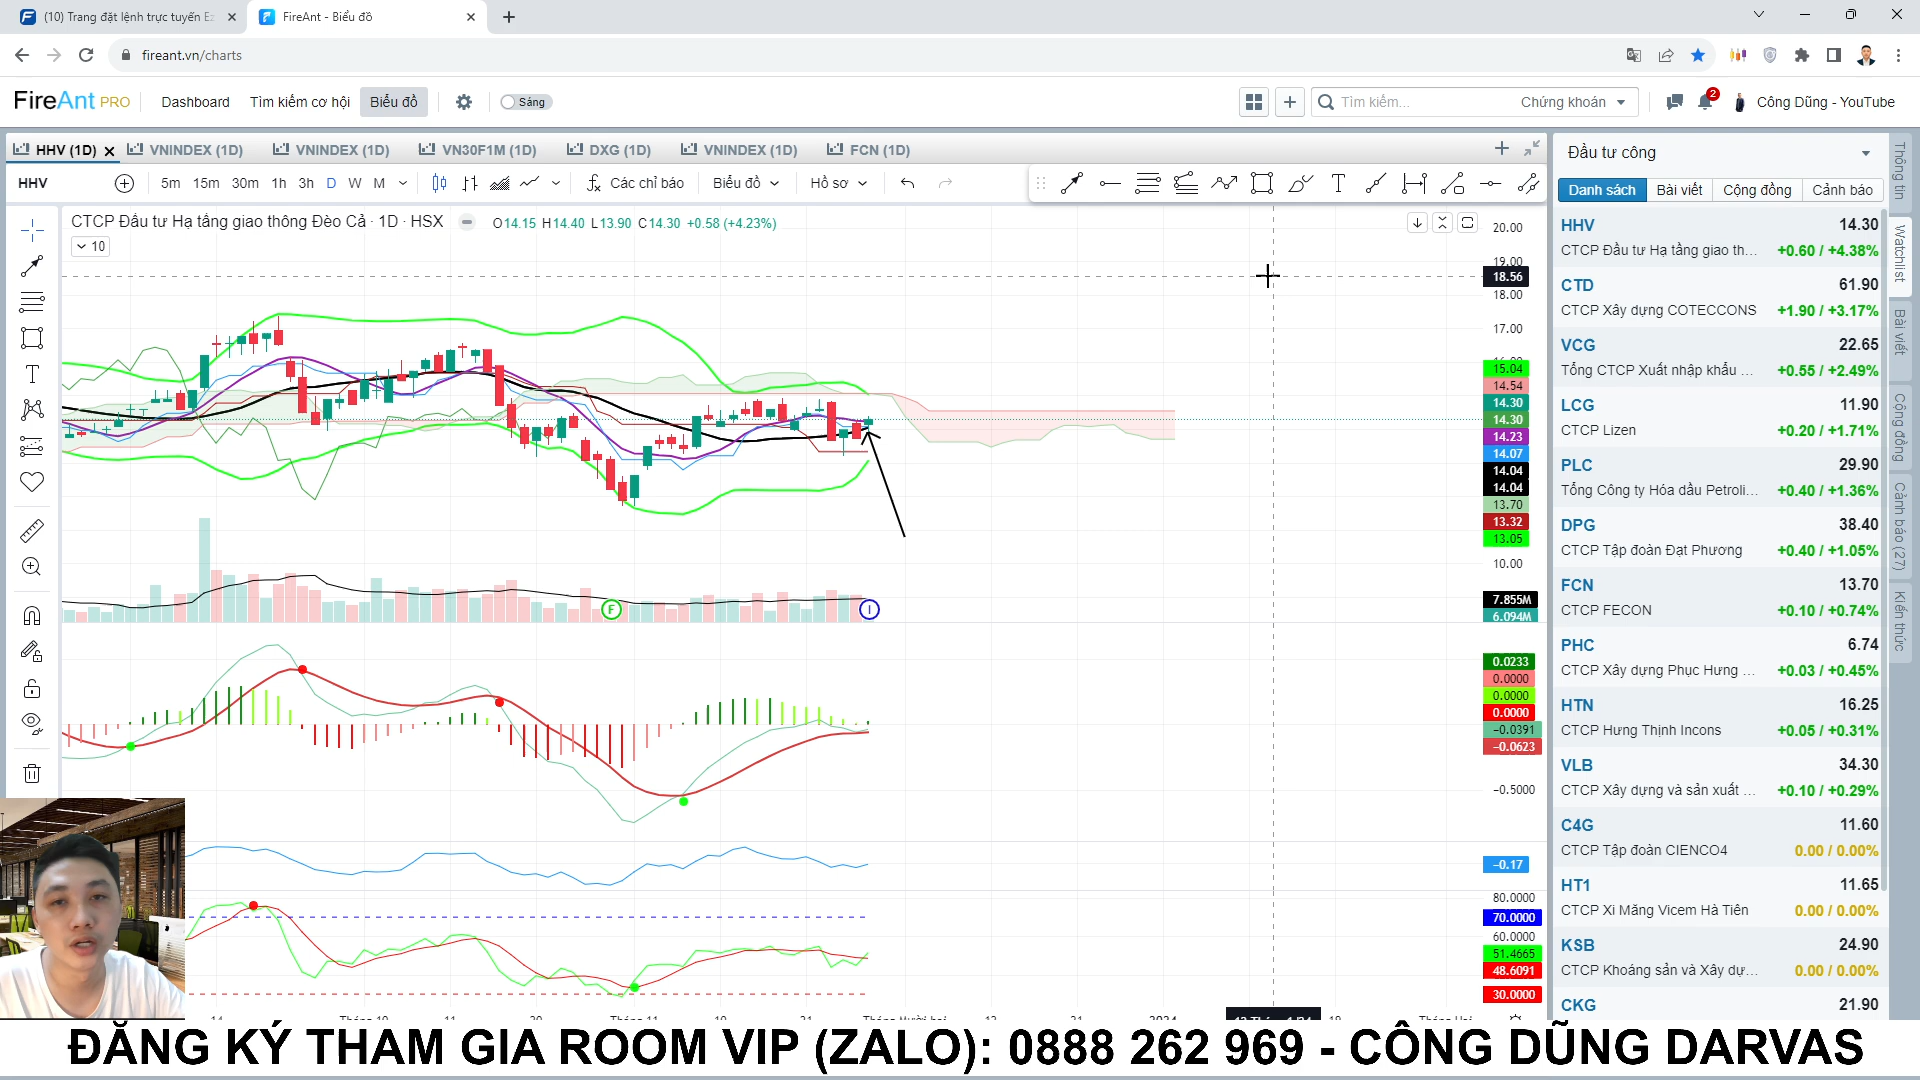 (10) Trang đặt lệnh trực tuyến Ez
FireAnt - Biểu đồ
fireant.vn/charts
FireAnt PRO
Dashboard
Tìm kiếm cơ hội
Biểu đồ
Sáng
Tìm kiếm...
Chứng khoán
2
Công Dũng - YouTube
HHV (1D)
VNINDEX (1D)
VNINDEX (1D)
VN30F1M (1D)
DXG (1D)
VNINDEX (1D)
FCN (1D)
HHV
5m 15m 30m 1h 3h D W M
Các chỉ báo
Biểu đồ
Hồ sơ
CTCP Đầu tư Hạ tầng giao thông Đèo Cả · 1D · HSX
O14.15 H14.40 L13.90 C14.30 +0.58 (+4.23%)
10
20.00
19.00
18.56
18.00
17.00
15.04
14.54
14.30
14.30
14.23
14.07
14.04
14.04
13.70
13.32
13.05
10.00
7.855M
6.094M
F
I
0.0233
0.0000
0.0000
0.0000
−0.0391
−0.0623
−0.5000
−0.17
80.0000
70.0000
60.0000
51.4665
48.6091
30.0000
Đầu tư công
Danh sách
Bài viết
Cộng đồng
Cảnh báo
HHV 14.30
CTCP Đầu tư Hạ tầng giao th... +0.60 / +4.38%
CTD 61.90
CTCP Xây dựng COTECCONS +1.90 / +3.17%
VCG 22.65
Tổng CTCP Xuất nhập khẩu ... +0.55 / +2.49%
LCG 11.90
CTCP Lizen +0.20 / +1.71%
PLC 29.90
Tổng Công ty Hóa dầu Petroli... +0.40 / +1.36%
DPG 38.40
CTCP Tập đoàn Đạt Phương +0.40 / +1.05%
FCN 13.70
CTCP FECON +0.10 / +0.74%
PHC 6.74
CTCP Xây dựng Phục Hưng ... +0.03 / +0.45%
HTN 16.25
CTCP Hưng Thịnh Incons +0.05 / +0.31%
VLB 34.30
CTCP Xây dựng và sản xuất ... +0.10 / +0.29%
C4G 11.60
CTCP Tập đoàn CIENCO4 0.00 / 0.00%
HT1 11.65
CTCP Xi Măng Vicem Hà Tiên 0.00 / 0.00%
KSB 24.90
CTCP Khoáng sản và Xây dự... 0.00 / 0.00%
CKG 21.90
Thông tin
Watchlist
Bài viết
Cộng đồng
Cảnh báo (27)
Kiến thức
ĐĂNG KÝ THAM GIA ROOM VIP (ZALO): 0888 262 969 - CÔNG DŨNG DARVAS